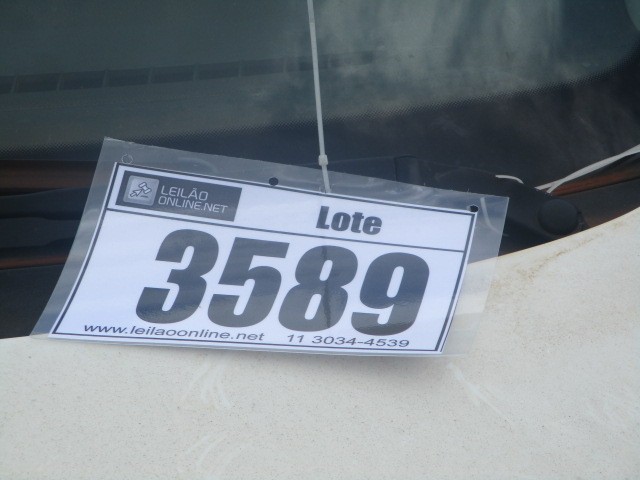 LEILÃO
ONLINE.NET
Lote
3589
www.leilaoonline.net 11 3034-4539